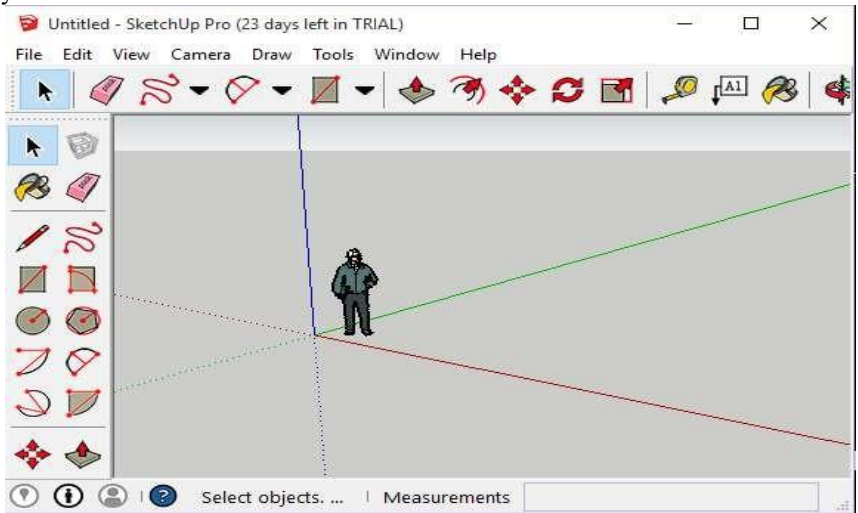 y
Untitled - SketchUp Pro (23 days left in TRIAL)
File Edit View Camera Draw Tools Window Help
A1
Select objects. ... Measurements